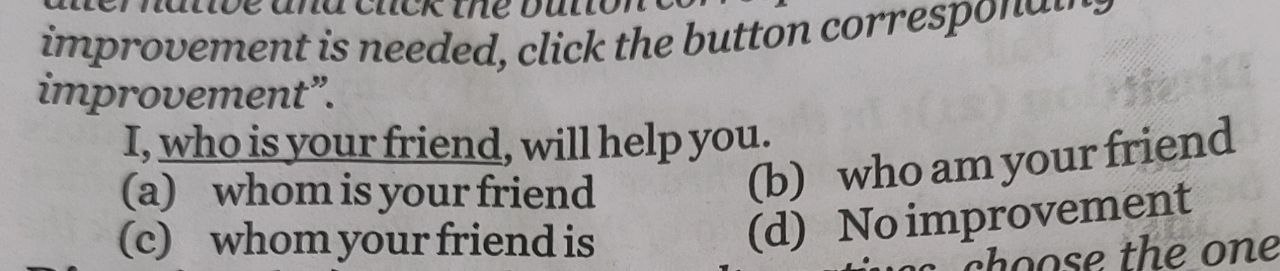 improvement is needed, click the button corresponding
improvement”.
I, who is your friend, will help you.
(a) whom is your friend (b) who am your friend
(c) whom your friend is (d) No improvement
choose the one